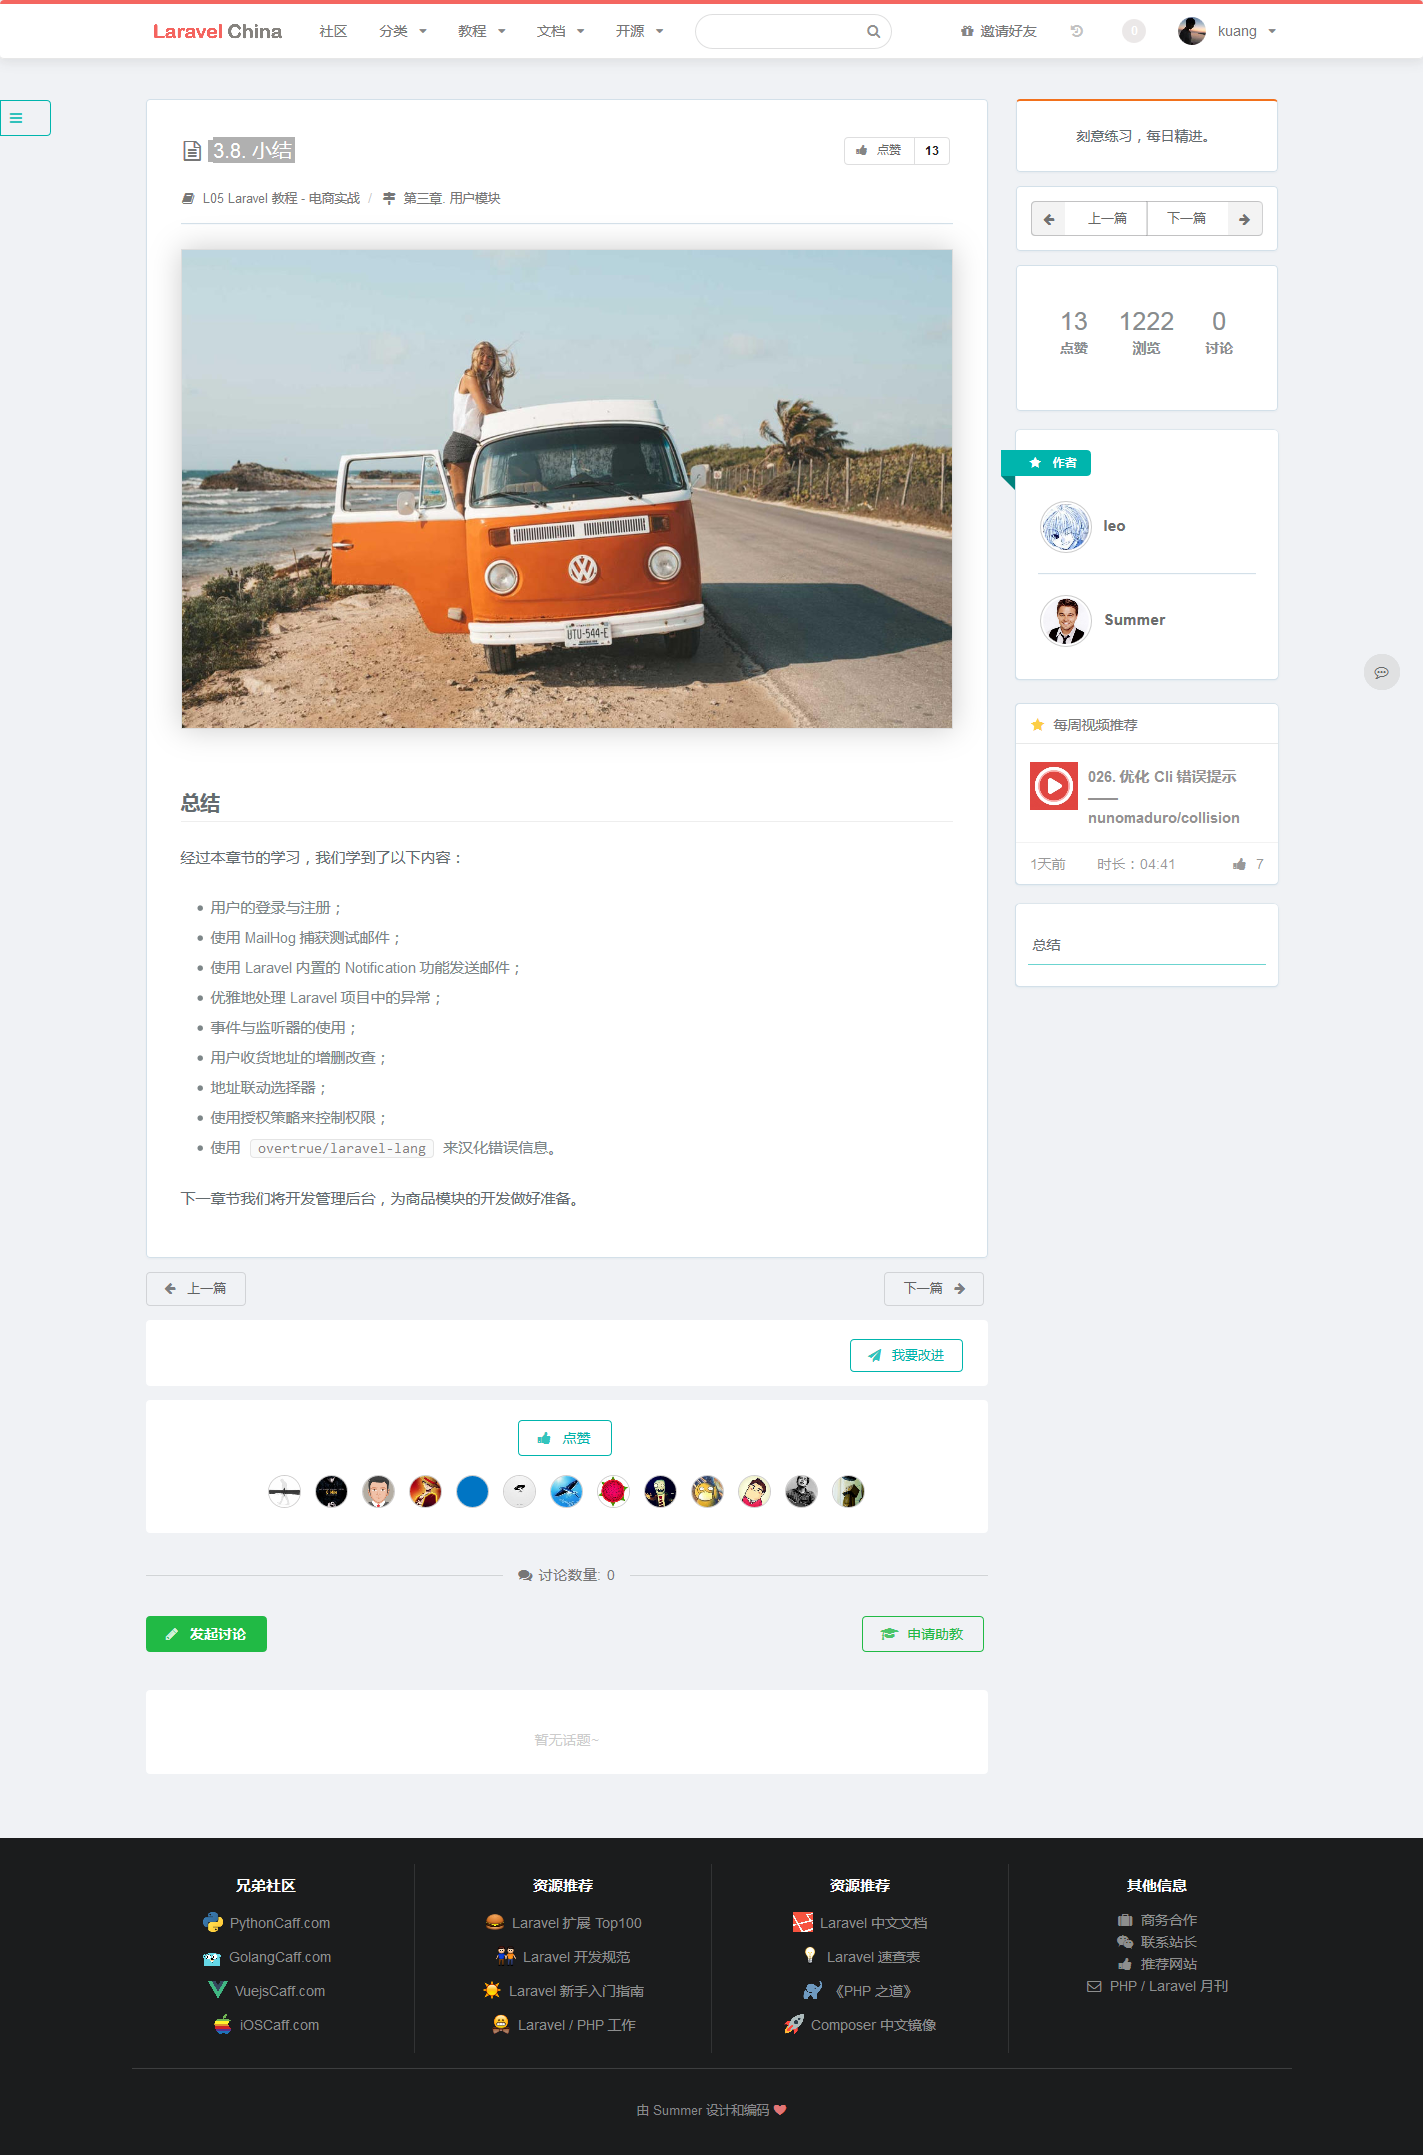 Laravel China 社区 分类 教程 文档 开源 邀请好友 0 kuang
3.8. 小结 点赞 13
L05 Laravel 教程 - 电商实战 / 第三章. 用户模块
UTU-544-E
总结
经过本章节的学习，我们学到了以下内容：
用户的登录与注册；
使用 MailHog 捕获测试邮件；
使用 Laravel 内置的 Notification 功能发送邮件；
优雅地处理 Laravel 项目中的异常；
事件与监听器的使用；
用户收货地址的增删改查；
地址联动选择器；
使用授权策略来控制权限；
使用 overtrue/laravel-lang 来汉化错误信息。
下一章节我们将开发管理后台，为商品模块的开发做好准备。
上一篇 下一篇
我要改进
点赞
讨论数量: 0
发起讨论 申请助教
暂无话题~
刻意练习，每日精进。
上一篇 下一篇
13 1222 0
点赞 浏览 讨论
作者
leo
Summer
每周视频推荐
026. 优化 Cli 错误提示
——
nunomaduro/collision
1天前 时长：04:41 7
总结
兄弟社区
PythonCaff.com
GolangCaff.com
VuejsCaff.com
iOSCaff.com
资源推荐
Laravel 扩展 Top100
Laravel 开发规范
Laravel 新手入门指南
Laravel / PHP 工作
资源推荐
Laravel 中文文档
Laravel 速查表
《PHP 之道》
Composer 中文镜像
其他信息
商务合作
联系站长
推荐网站
PHP / Laravel 月刊
由 Summer 设计和编码